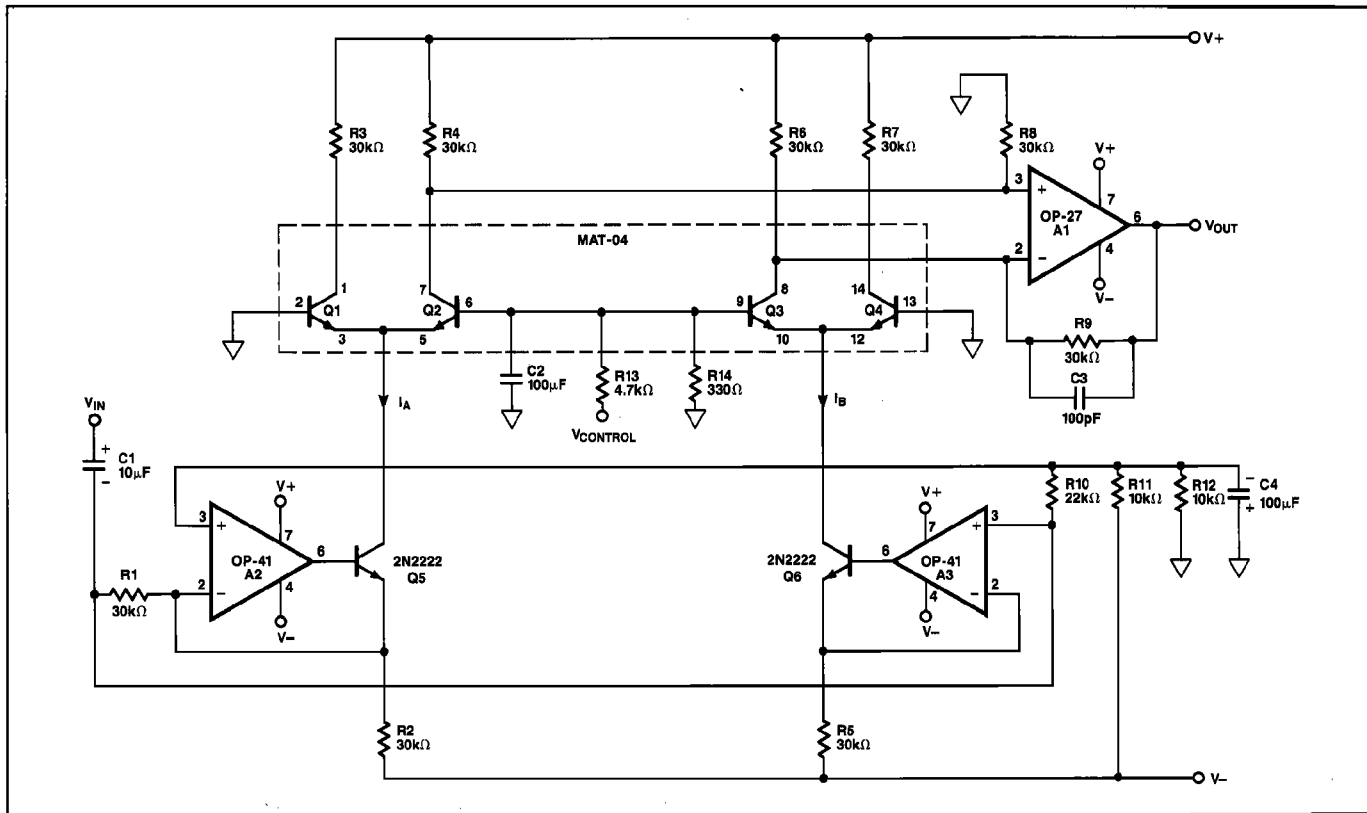 V+
R3
30kΩ
R4
30kΩ
R6
30kΩ
R7
30kΩ
R8
30kΩ
V+
3
+
7
OP-27
A1
6
VOUT
2
−
4
V−
R9
30kΩ
C3
100pF
MAT-04
1
2
Q1
3
7
Q2
6
5
8
9
Q3
10
14
Q4
13
12
C2
100µF
R13
4.7kΩ
R14
330Ω
VCONTROL
IA
IB
VIN
+
C1
10µF
−
R1
30kΩ
V+
3
+
7
OP-41
A2
6
2
−
4
V−
2N2222
Q5
R2
30kΩ
2N2222
Q6
V+
7
3
+
6
OP-41
A3
2
−
4
V−
R5
30kΩ
R10
22kΩ
R11
10kΩ
R12
10kΩ
−
C4
100µF
+
V−